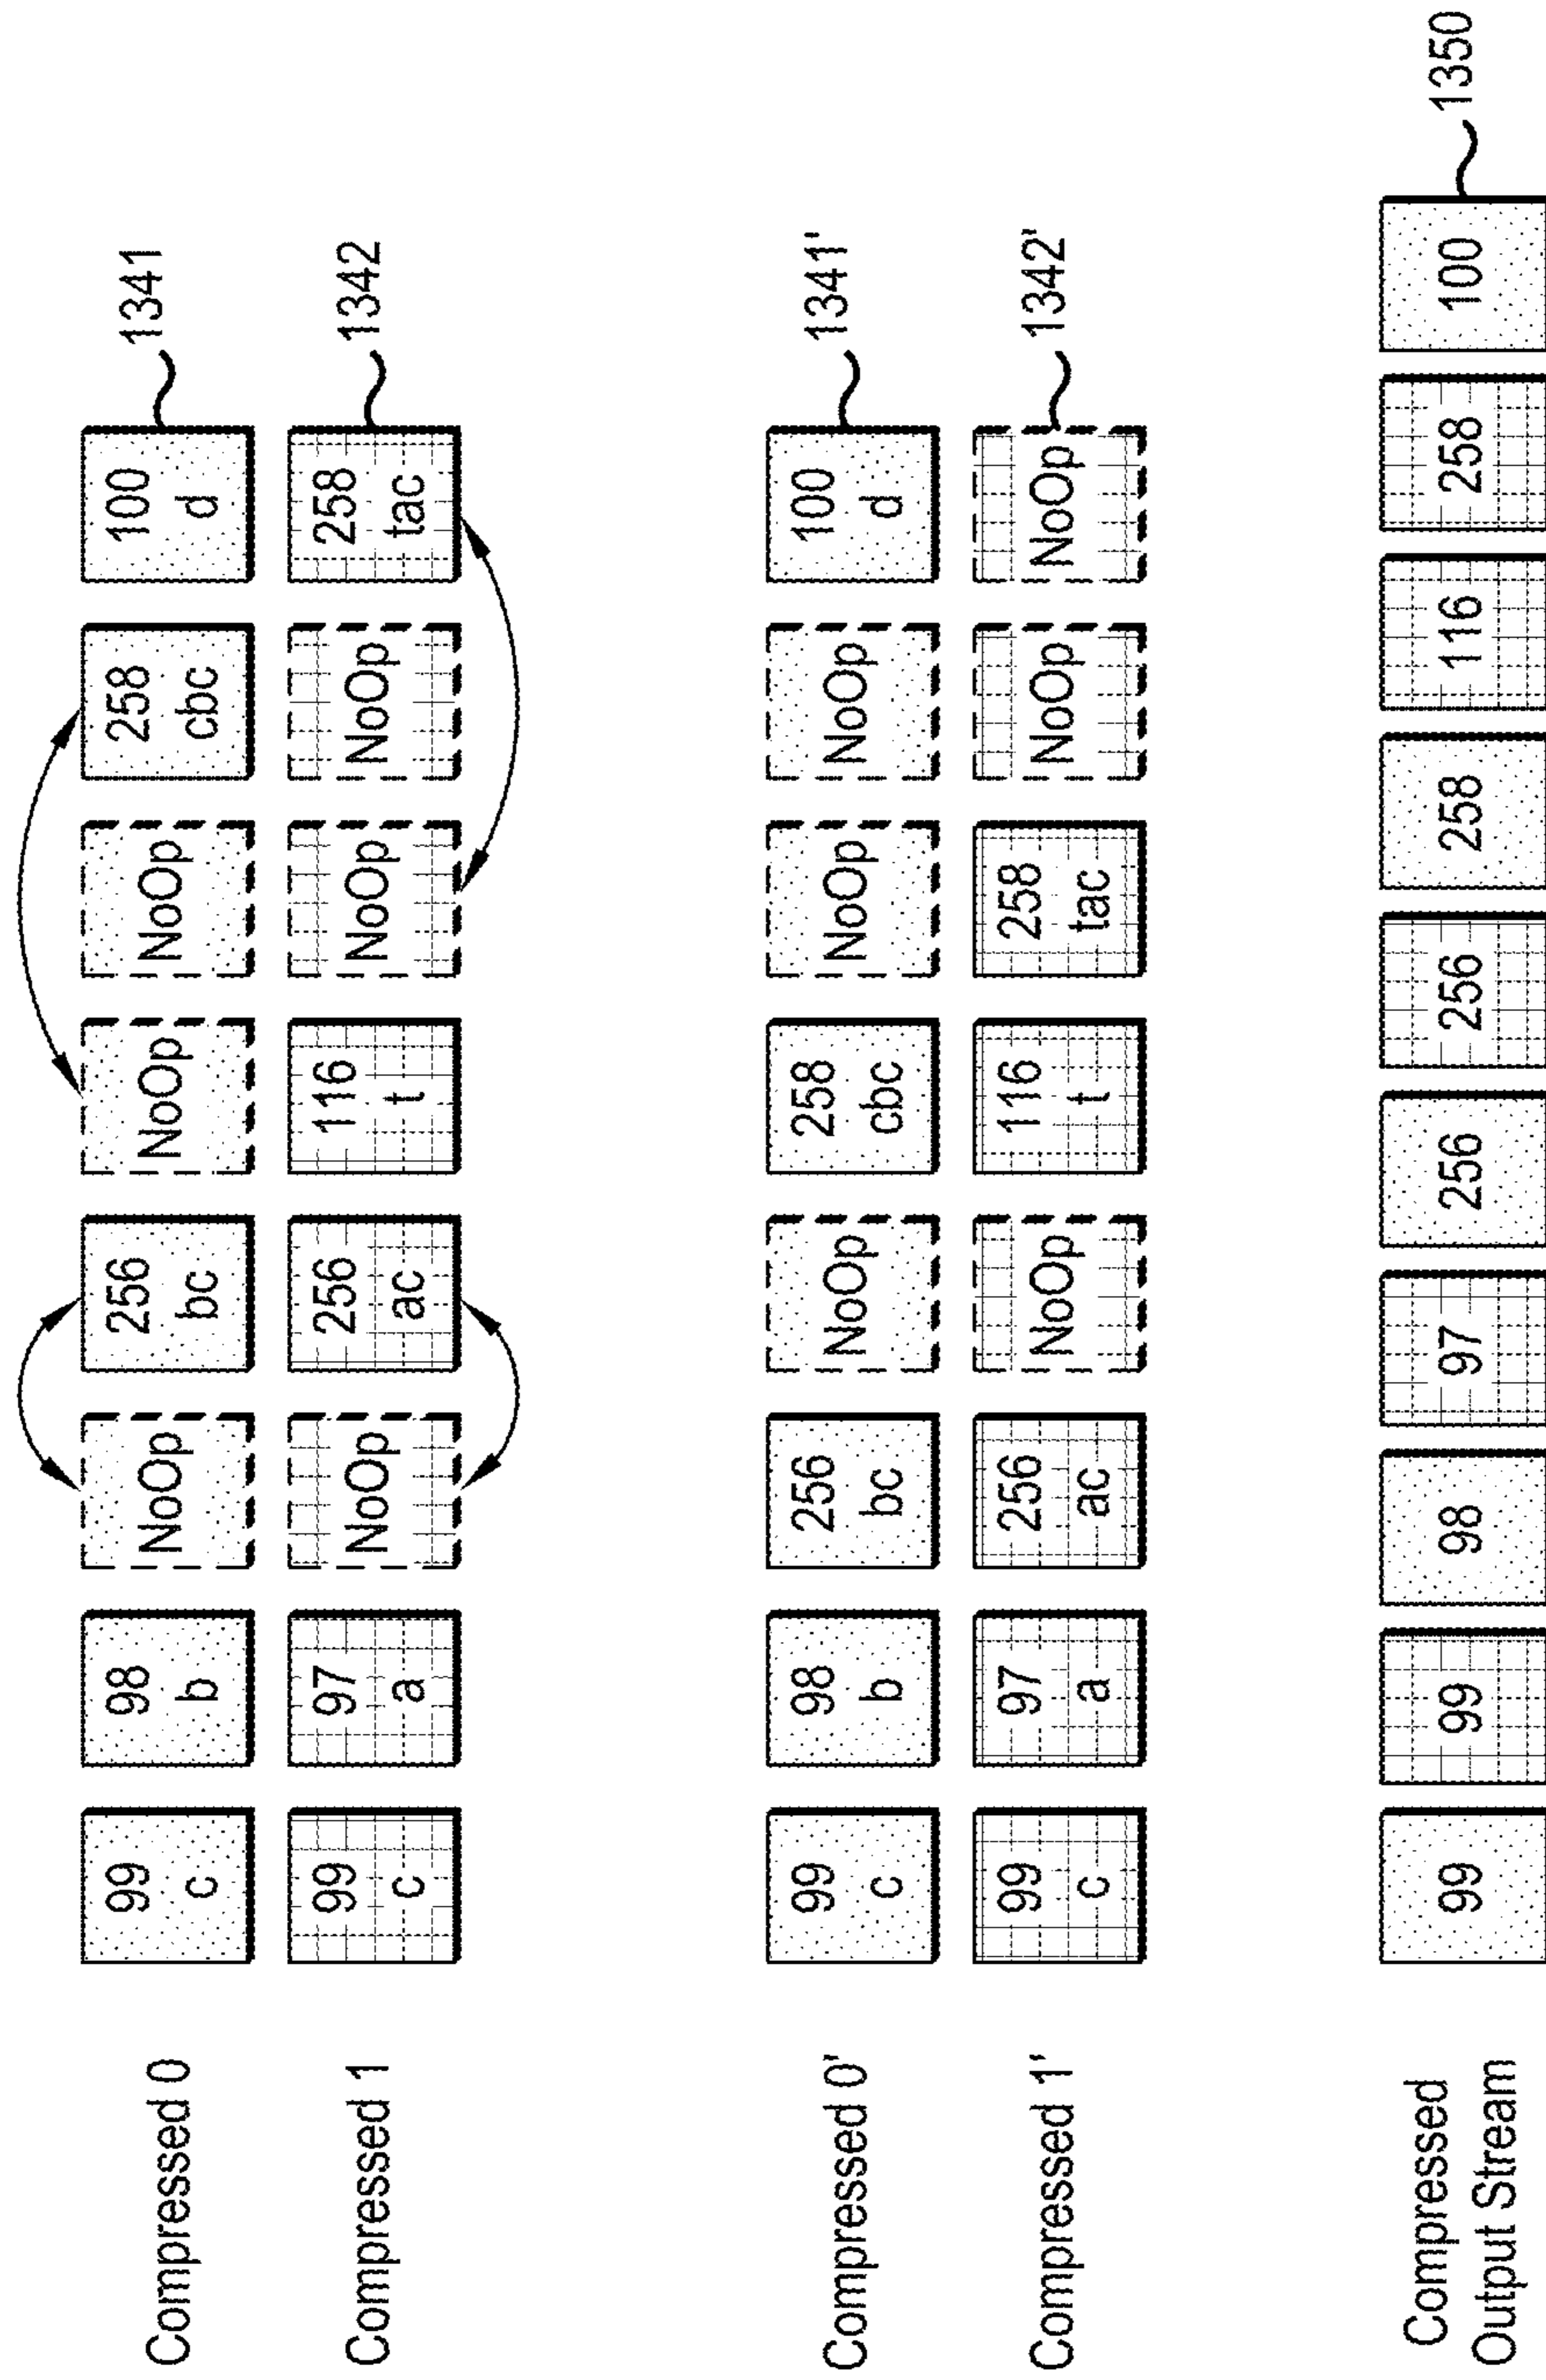 Compressed 0
99
c
98
b
NoOp
256
bc
NoOp
NoOp
258
cbc
100
d
1341
Compressed 1
99
c
97
a
NoOp
256
ac
116
t
NoOp
NoOp
258
tac
1342
Compressed 0'
99
c
98
b
256
bc
NoOp
258
cbc
NoOp
NoOp
100
d
1341'
Compressed 1'
99
c
97
a
256
ac
NoOp
116
t
258
tac
NoOp
NoOp
1342'
Compressed
Output Stream
99
99
98
97
256
256
258
116
258
100
1350